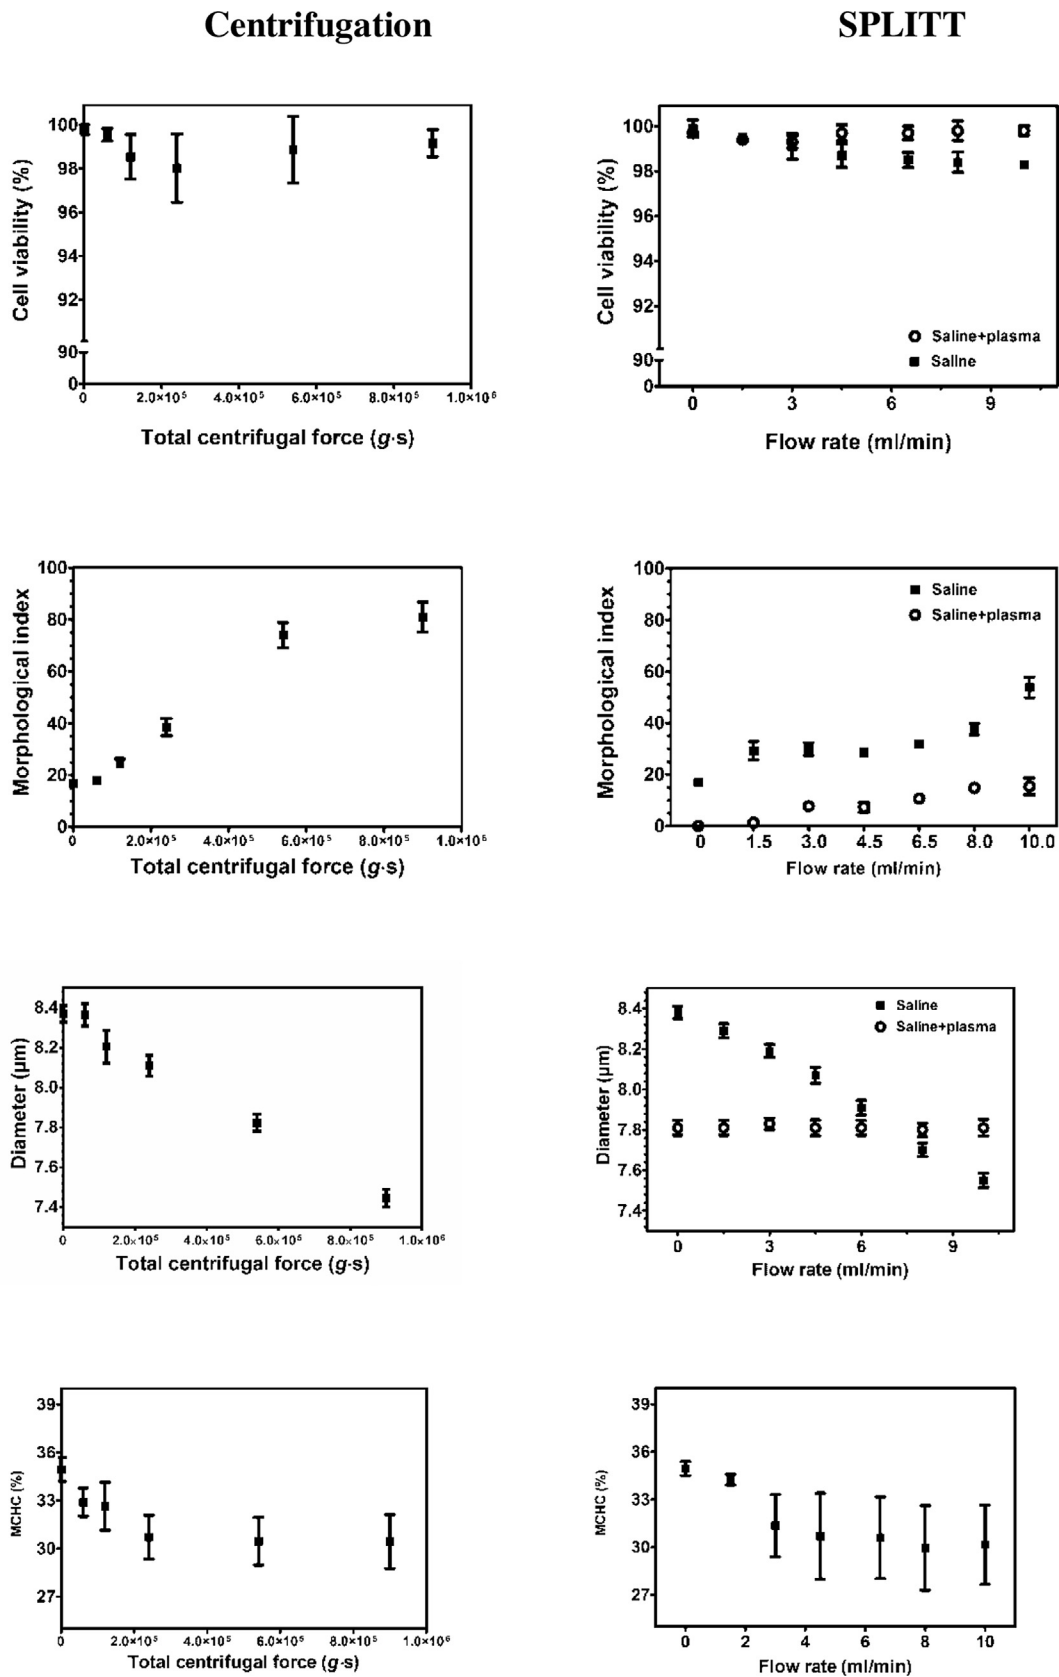 Centrifugation
SPLITT
Cell viability (%)
100
98
96
94
92
90
0
0 2.0×10⁵ 4.0×10⁵ 6.0×10⁵ 8.0×10⁵ 1.0×10⁶
Total centrifugal force (g·s)
Cell viability (%)
100
98
96
94
92
90
0
Saline+plasma
Saline
0 3 6 9
Flow rate (ml/min)
Morphological index
100
80
60
40
20
0
0 2.0×10⁵ 4.0×10⁵ 6.0×10⁵ 8.0×10⁵ 1.0×10⁶
Total centrifugal force (g·s)
Morphological index
100
80
60
40
20
0
Saline
Saline+plasma
0 1.5 3.0 4.5 6.5 8.0 10.0
Flow rate (ml/min)
Diameter (µm)
8.4
8.2
8.0
7.8
7.6
7.4
0 2.0×10⁵ 4.0×10⁵ 6.0×10⁵ 8.0×10⁵ 1.0×10⁶
Total centrifugal force (g·s)
Diameter (µm)
8.4
8.2
8.0
7.8
7.6
7.4
Saline
Saline+plasma
0 3 6 9
Flow rate (ml/min)
MCHC (%)
39
36
33
30
27
0 2.0×10⁵ 4.0×10⁵ 6.0×10⁵ 8.0×10⁵ 1.0×10⁶
Total centrifugal force (g·s)
MCHC (%)
39
36
33
30
27
0 2 4 6 8 10
Flow rate (ml/min)